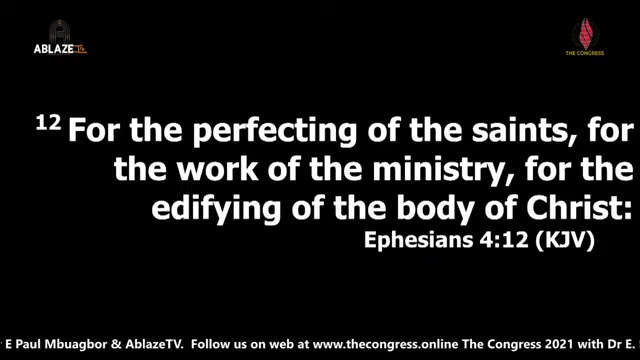 ABLAZE Tv
THE CONGRESS
12 For the perfecting of the saints, for
the work of the ministry, for the
edifying of the body of Christ:
Ephesians 4:12 (KJV)
E Paul Mbuagbor & AblazeTV. Follow us on web at www.thecongress.online The Congress 2021 with Dr E.